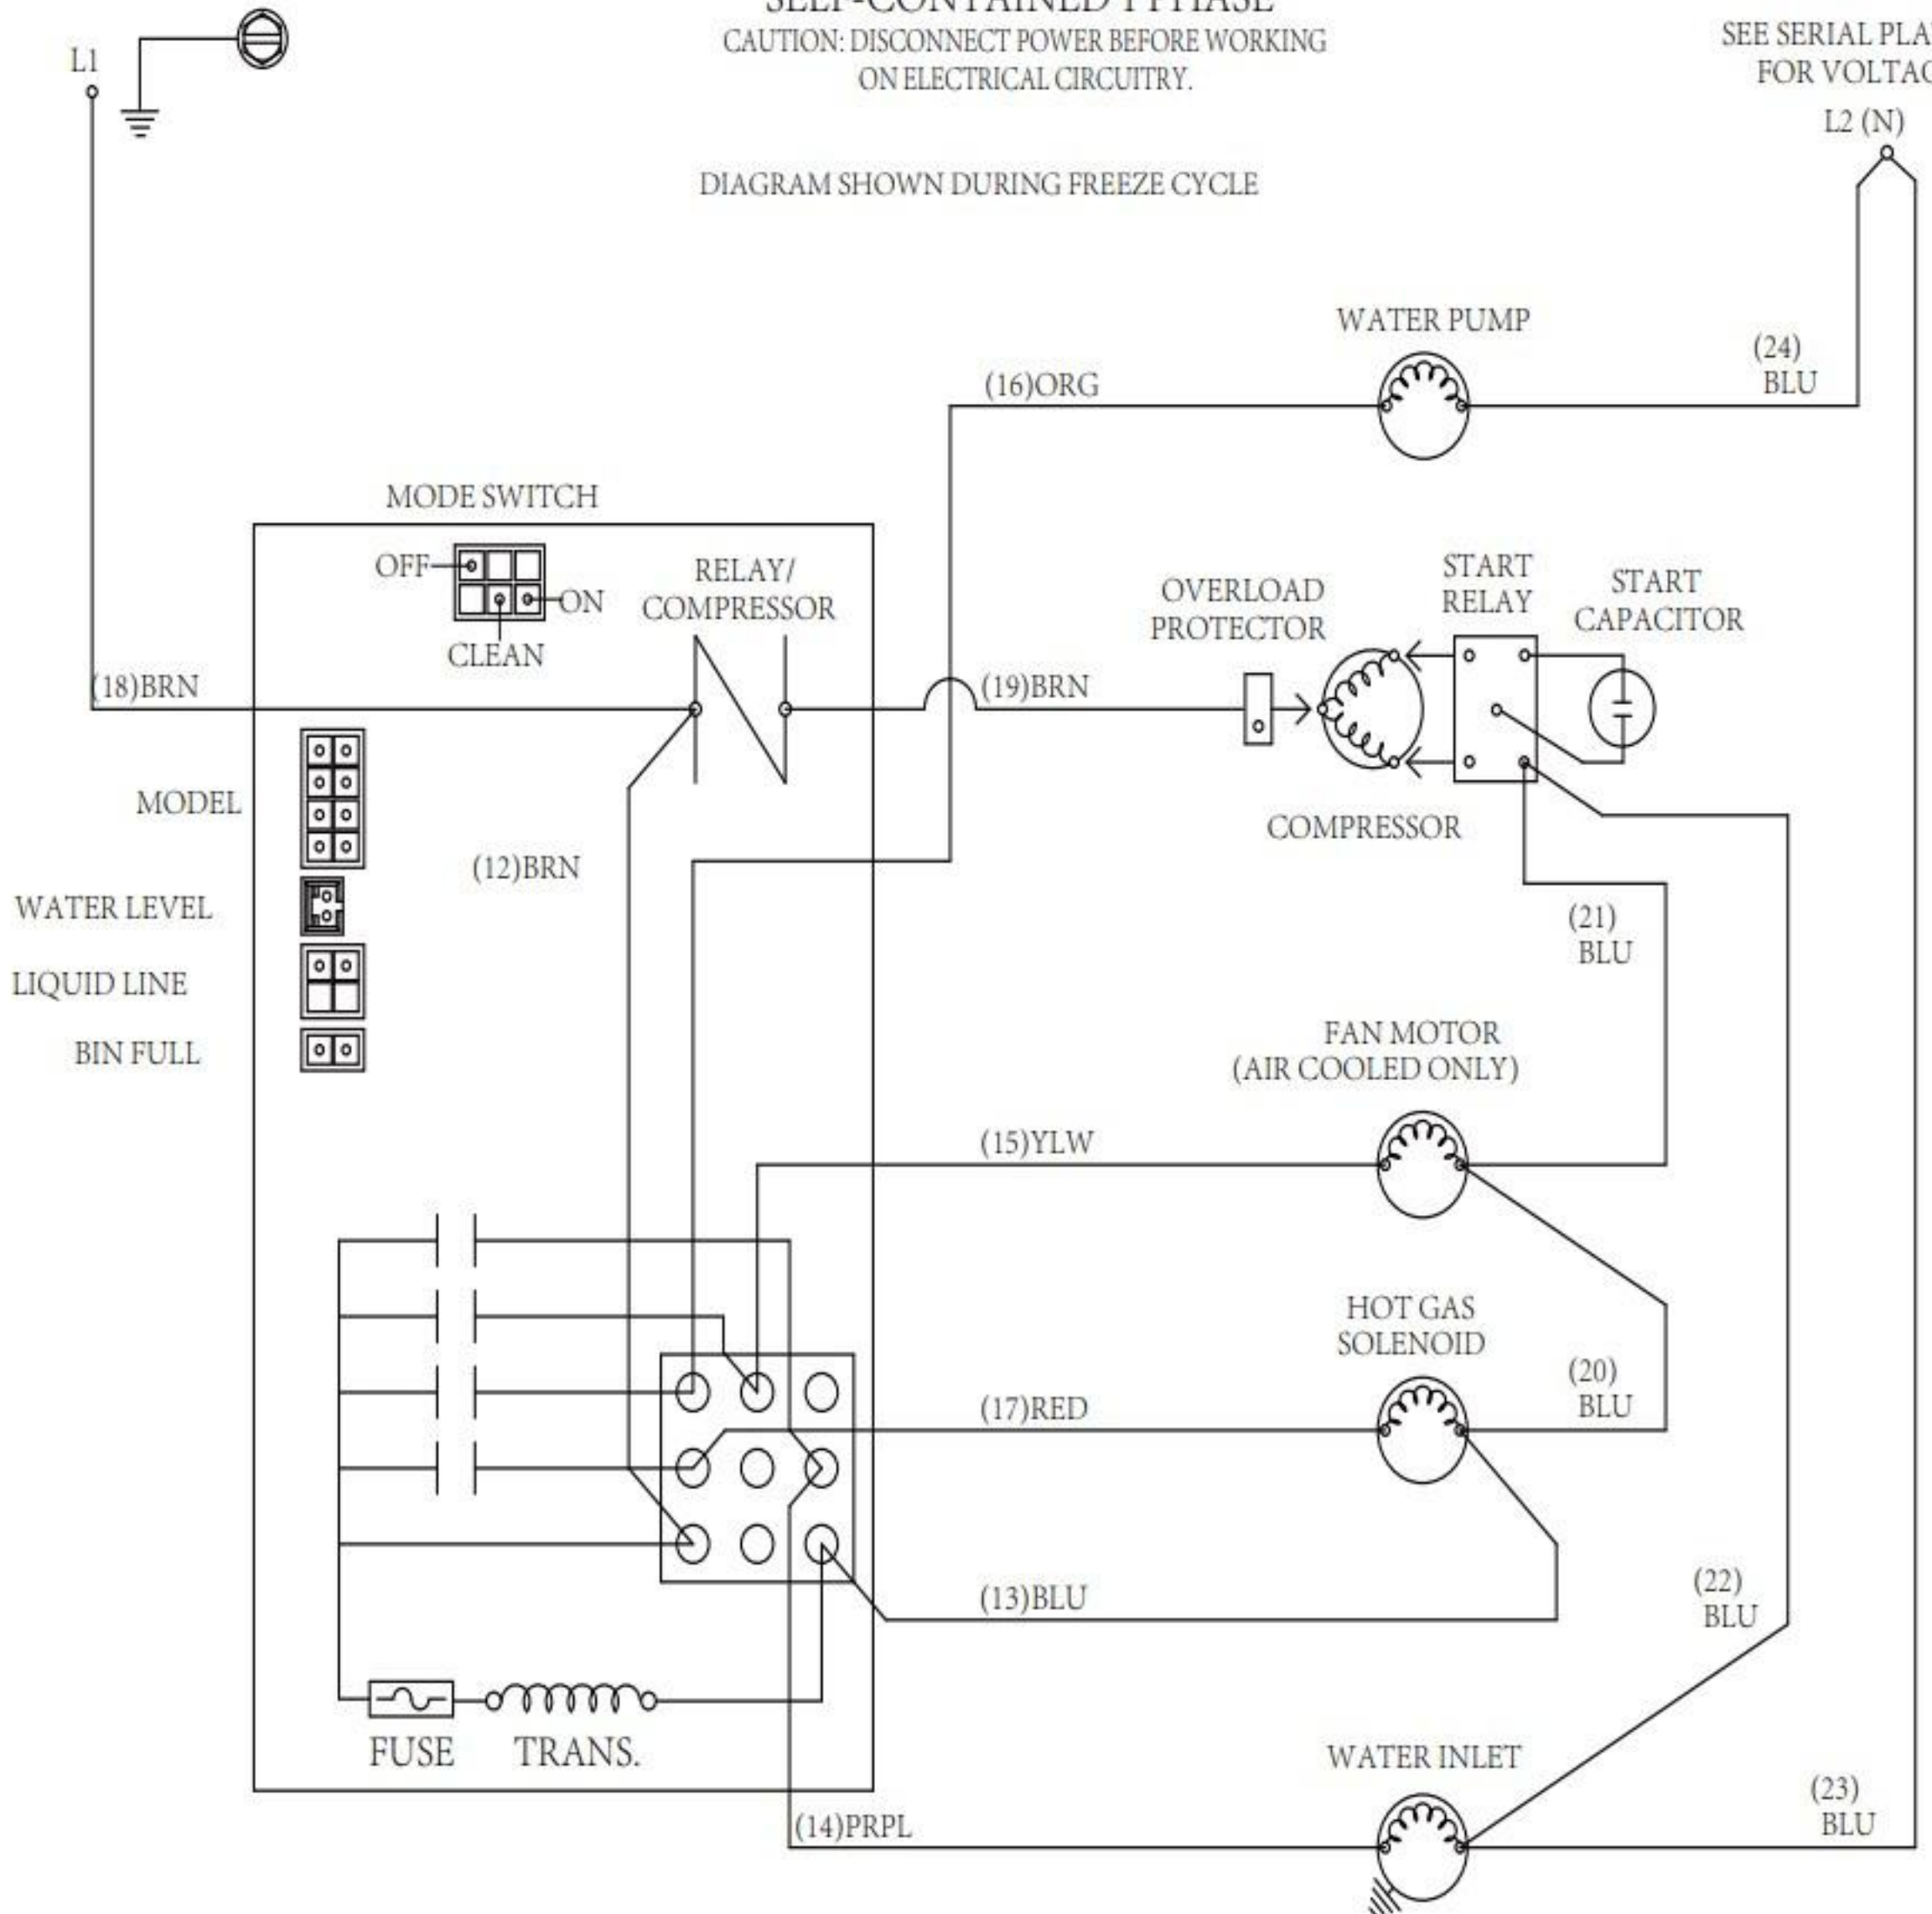 SELF-CONTAINED 1 PHASE
CAUTION: DISCONNECT POWER BEFORE WORKING
ON ELECTRICAL CIRCUITRY.
SEE SERIAL PLA
FOR VOLTAG
L1
L2 (N)
DIAGRAM SHOWN DURING FREEZE CYCLE
WATER PUMP
(24)
BLU
(16)ORG
MODE SWITCH
OFF
ON
CLEAN
RELAY/
COMPRESSOR
OVERLOAD
PROTECTOR
START
RELAY
START
CAPACITOR
(18)BRN
(19)BRN
MODEL
COMPRESSOR
(12)BRN
WATER LEVEL
(21)
BLU
LIQUID LINE
BIN FULL
FAN MOTOR
(AIR COOLED ONLY)
(15)YLW
HOT GAS
SOLENOID
(20)
BLU
(17)RED
(13)BLU
(22)
BLU
FUSE
TRANS.
WATER INLET
(23)
BLU
(14)PRPL